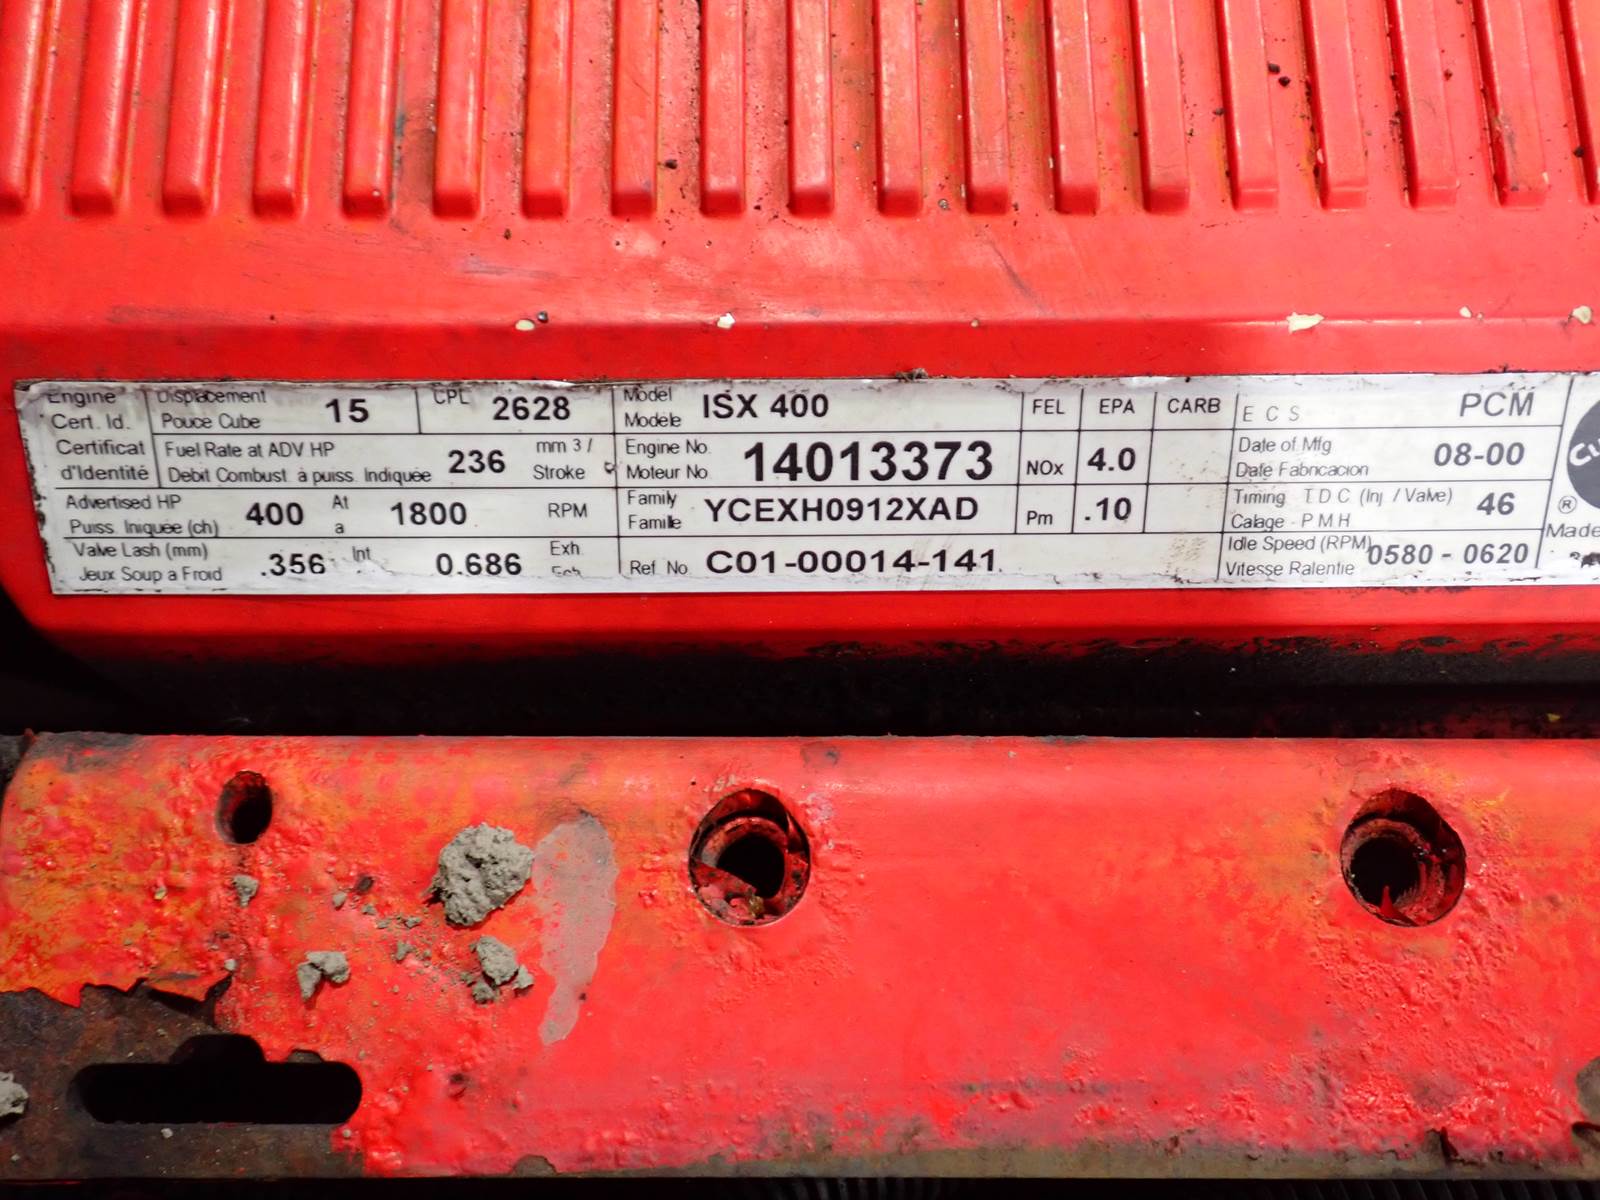 Engine
Cert. Id.
Certificat
d'Identité
Displacement
Pouce Cube
15
CPL 2628
Fuel Rate at ADV HP
Debit Combust. à puiss. Indiquée
236
mm 3 /
Stroke
Advertised HP
Puiss. Iniquée (ch)
400
At
a
1800
RPM
Valve Lash (mm)
Jeux Soup a Froid
.356
Int
0.686
Exh
Model
Modèle
ISX 400
Engine No.
Moteur No
14013373
Family
Famille
YCEXH0912XAD
Ref. No. C01-00014-141
FEL EPA CARB
NOx 4.0
Pm .10
E C S PCM
Date of Mfg
Date Fabricacion
08-00
Timing T D C (Inj / Valve)
Calage - P M H
46
Idle Speed (RPM)
Vitesse Ralentie
0580 - 0620
®
Made